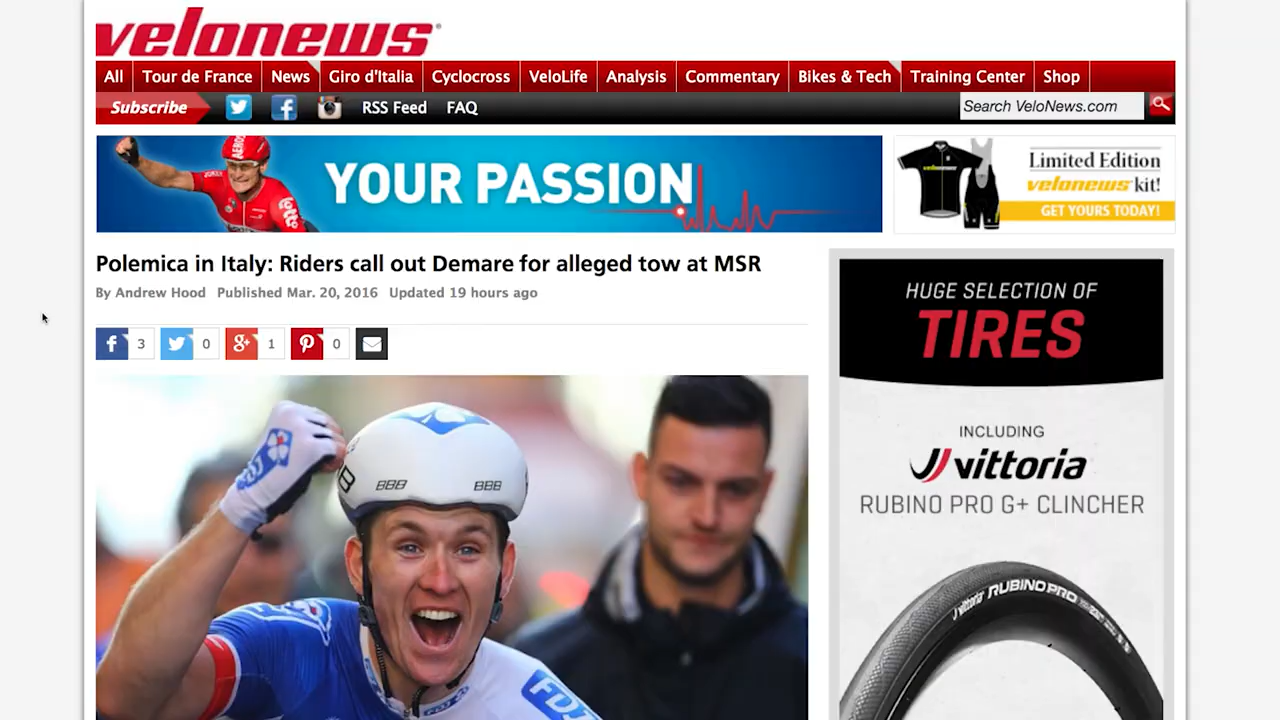 velonews
All Tour de France News Giro d'Italia Cyclocross VeloLife Analysis Commentary Bikes & Tech Training Center Shop
Subscribe RSS Feed FAQ Search VeloNews.com
YOUR PASSION
Limited Edition
velonews kit!
GET YOURS TODAY!
Polemica in Italy: Riders call out Demare for alleged tow at MSR
By Andrew Hood Published Mar. 20, 2016 Updated 19 hours ago
3 0 1 0
HUGE SELECTION OF
TIRES
INCLUDING
vittoria
RUBINO PRO G+ CLINCHER
BBB BBB
vittoria RUBINO PRO
FDJ